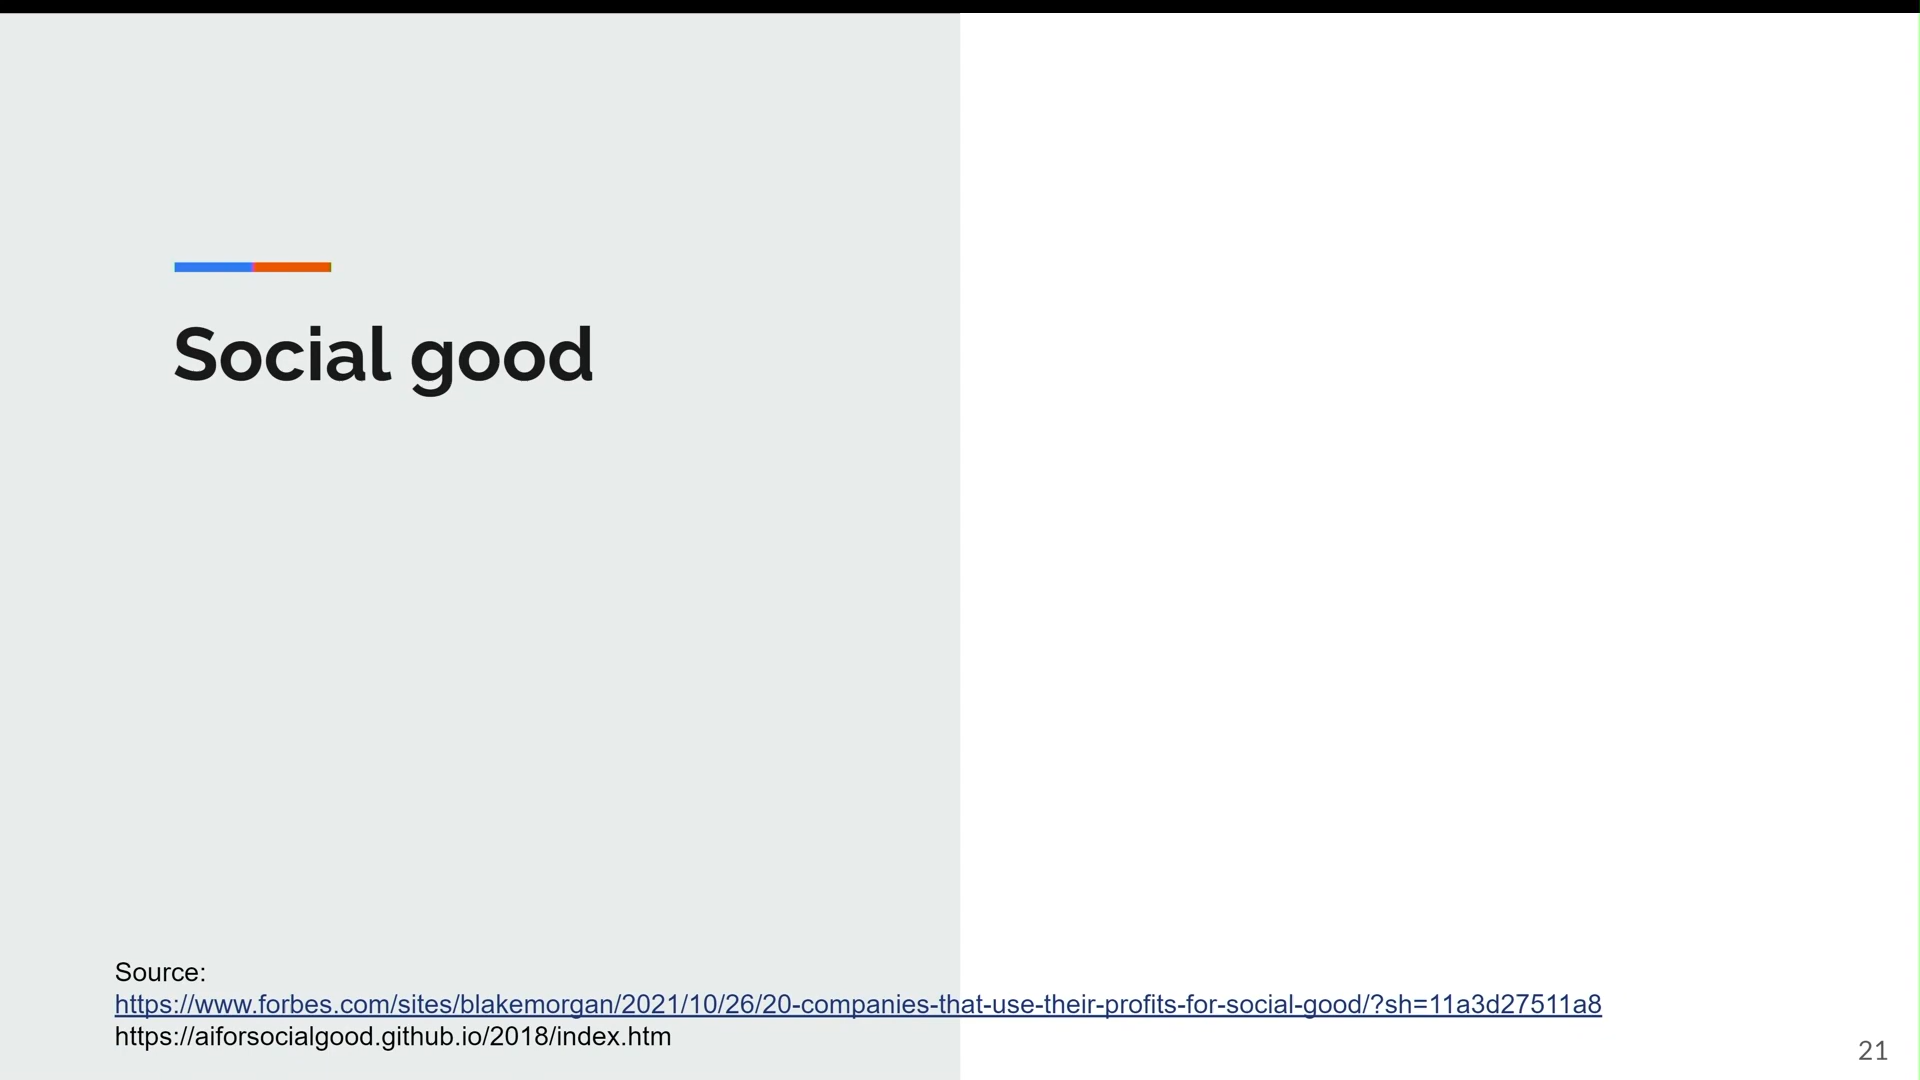 Social good
Source:
https://www.forbes.com/sites/blakemorgan/2021/10/26/20-companies-that-use-their-profits-for-social-good/?sh=11a3d27511a8
https://aiforsocialgood.github.io/2018/index.htm
21